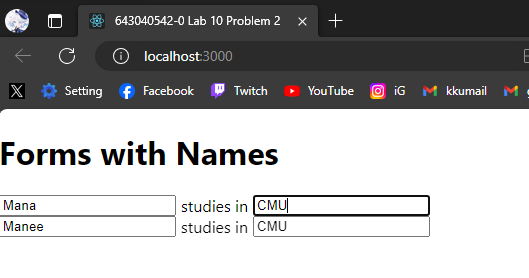 643040542-0 Lab 10 Problem 2
localhost:3000
Setting Facebook Twitch YouTube iG kkumail
Forms with Names
Mana studies in CMU
Manee studies in CMU